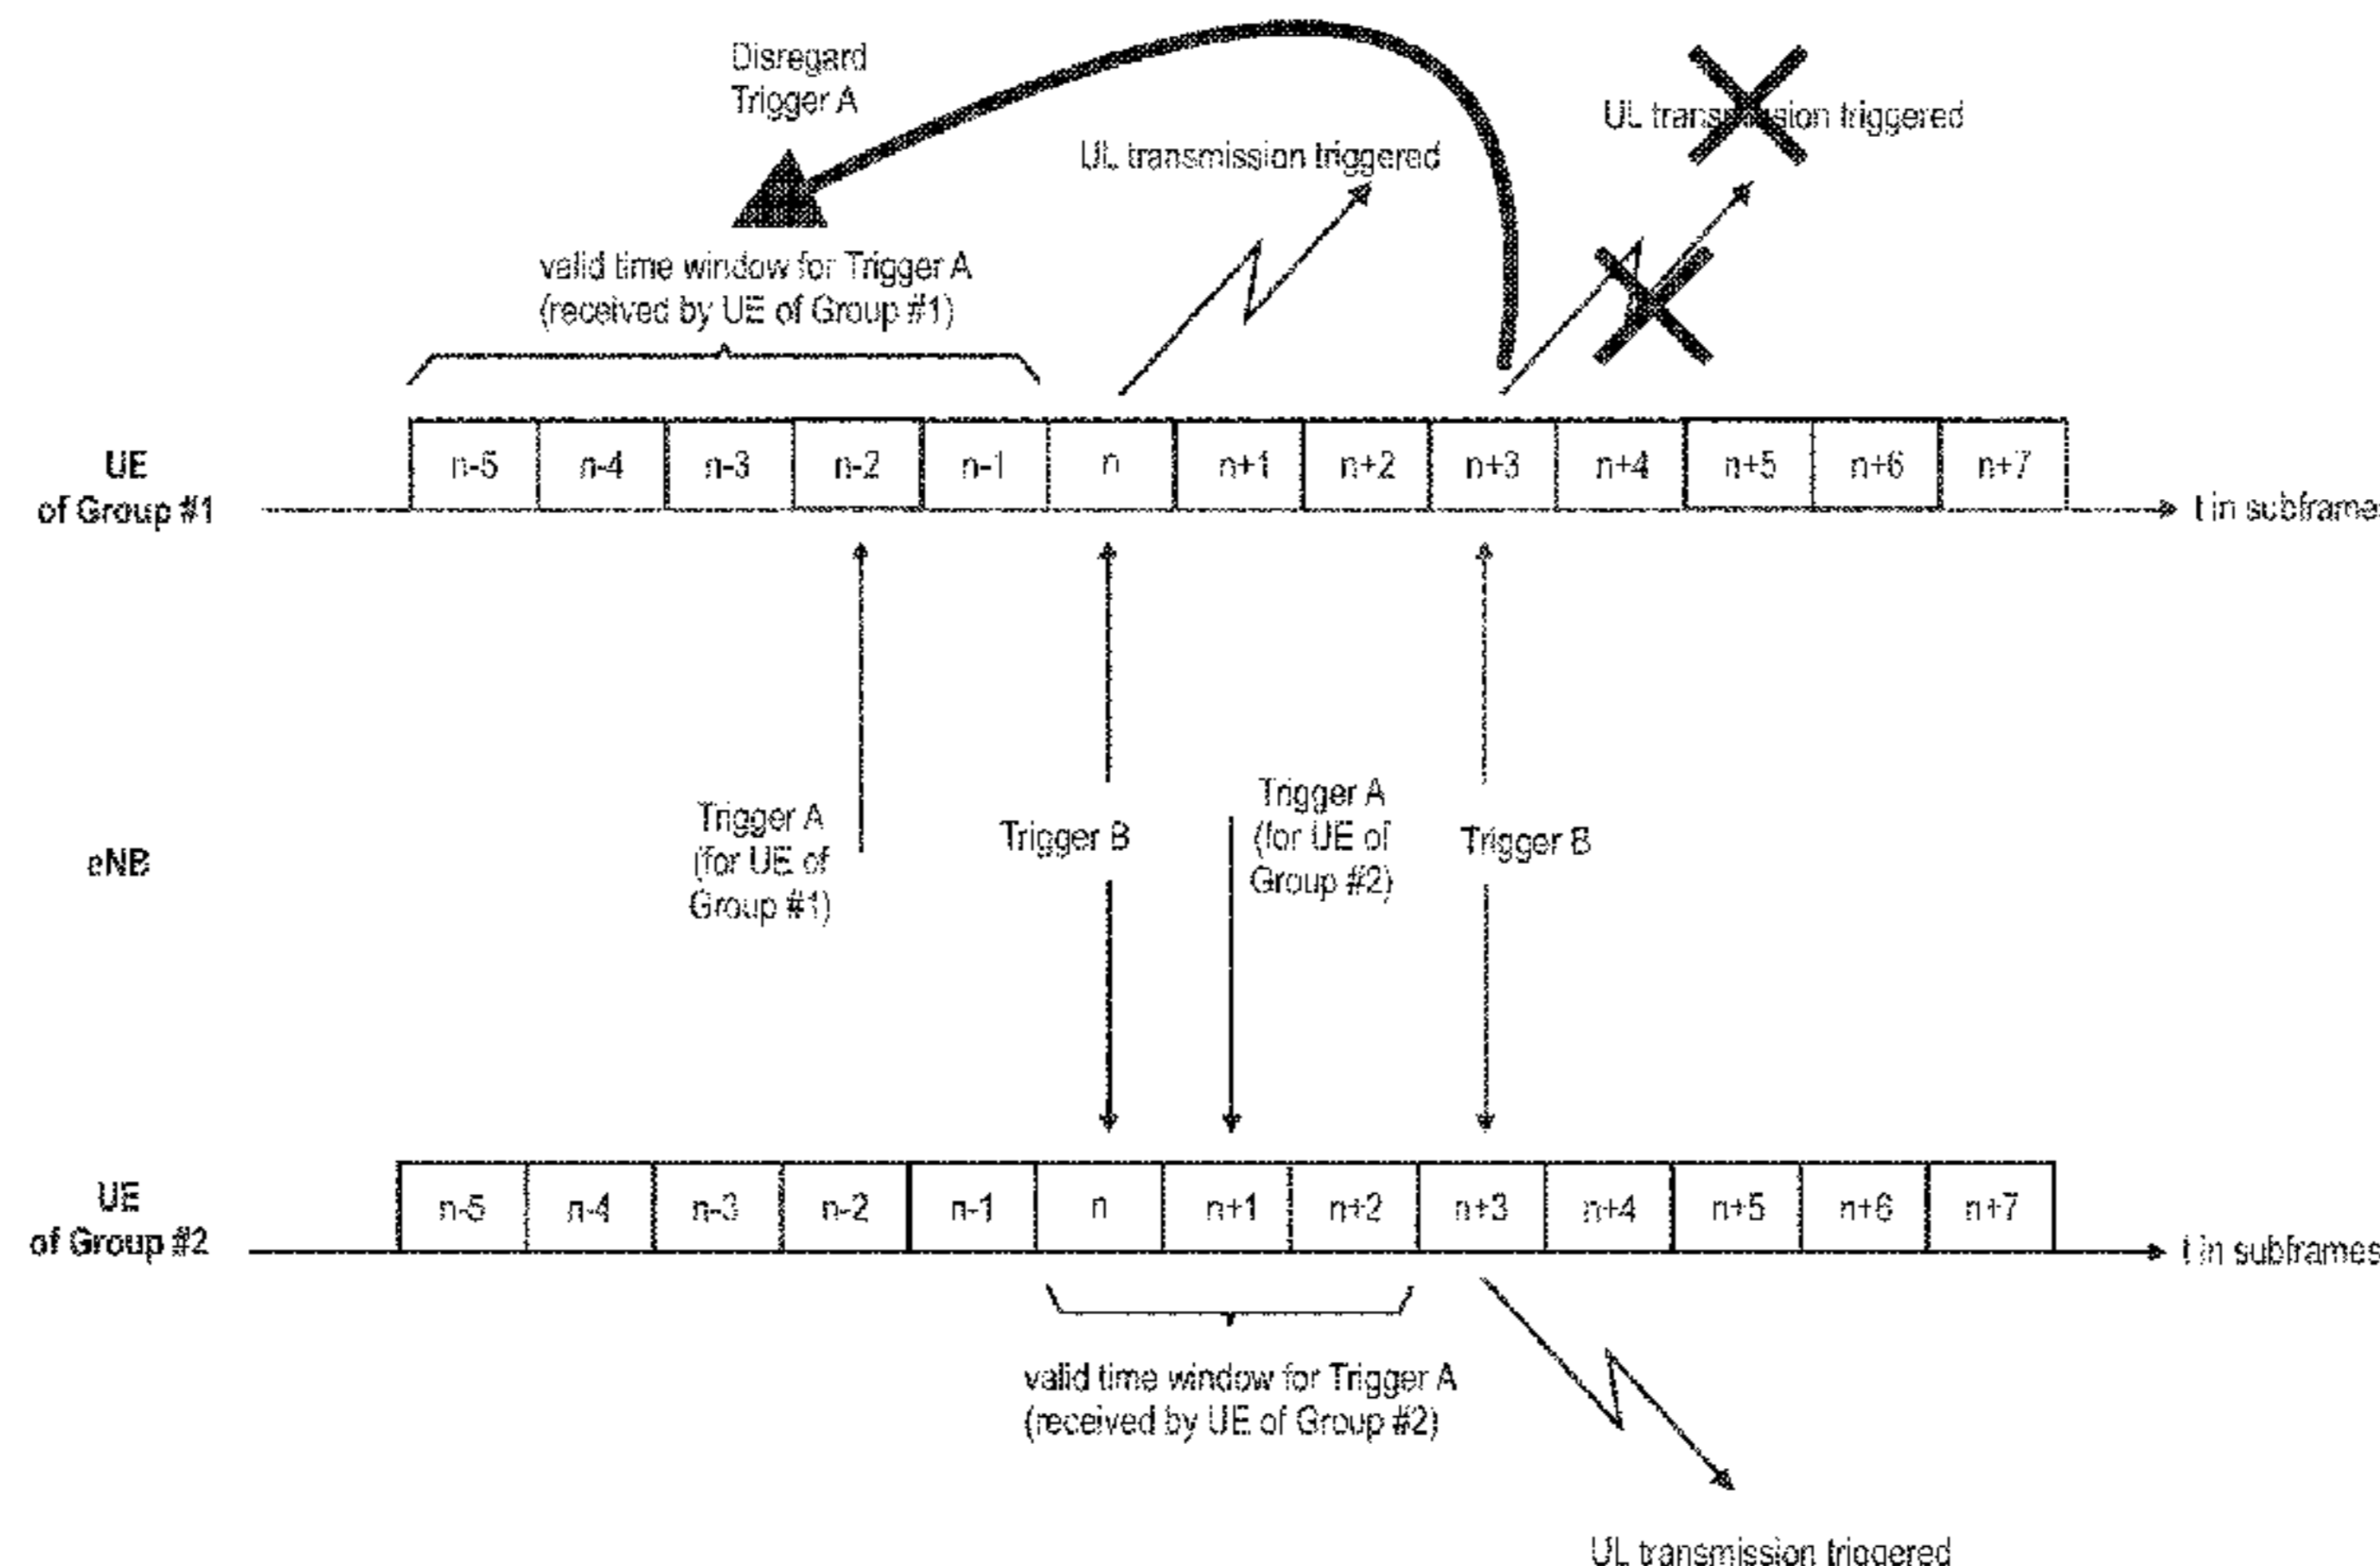 Disregard
Trigger A
UL transmission triggered
UL transmission triggered
valid time window for Trigger A
(received by UE of Group #1)
UE
of Group #1
n-5 n-4 n-3 n-2 n-1 n n+1 n+2 n+3 n+4 n+5 n+6 n+7
t in subframe
Trigger A
(for UE of
Group #1)
Trigger B
Trigger A
(for UE of
Group #2)
Trigger B
eNB
UE
of Group #2
n-5 n-4 n-3 n-2 n-1 n n+1 n+2 n+3 n+4 n+5 n+6 n+7
t in subframes
valid time window for Trigger A
(received by UE of Group #2)
UL transmission triggered